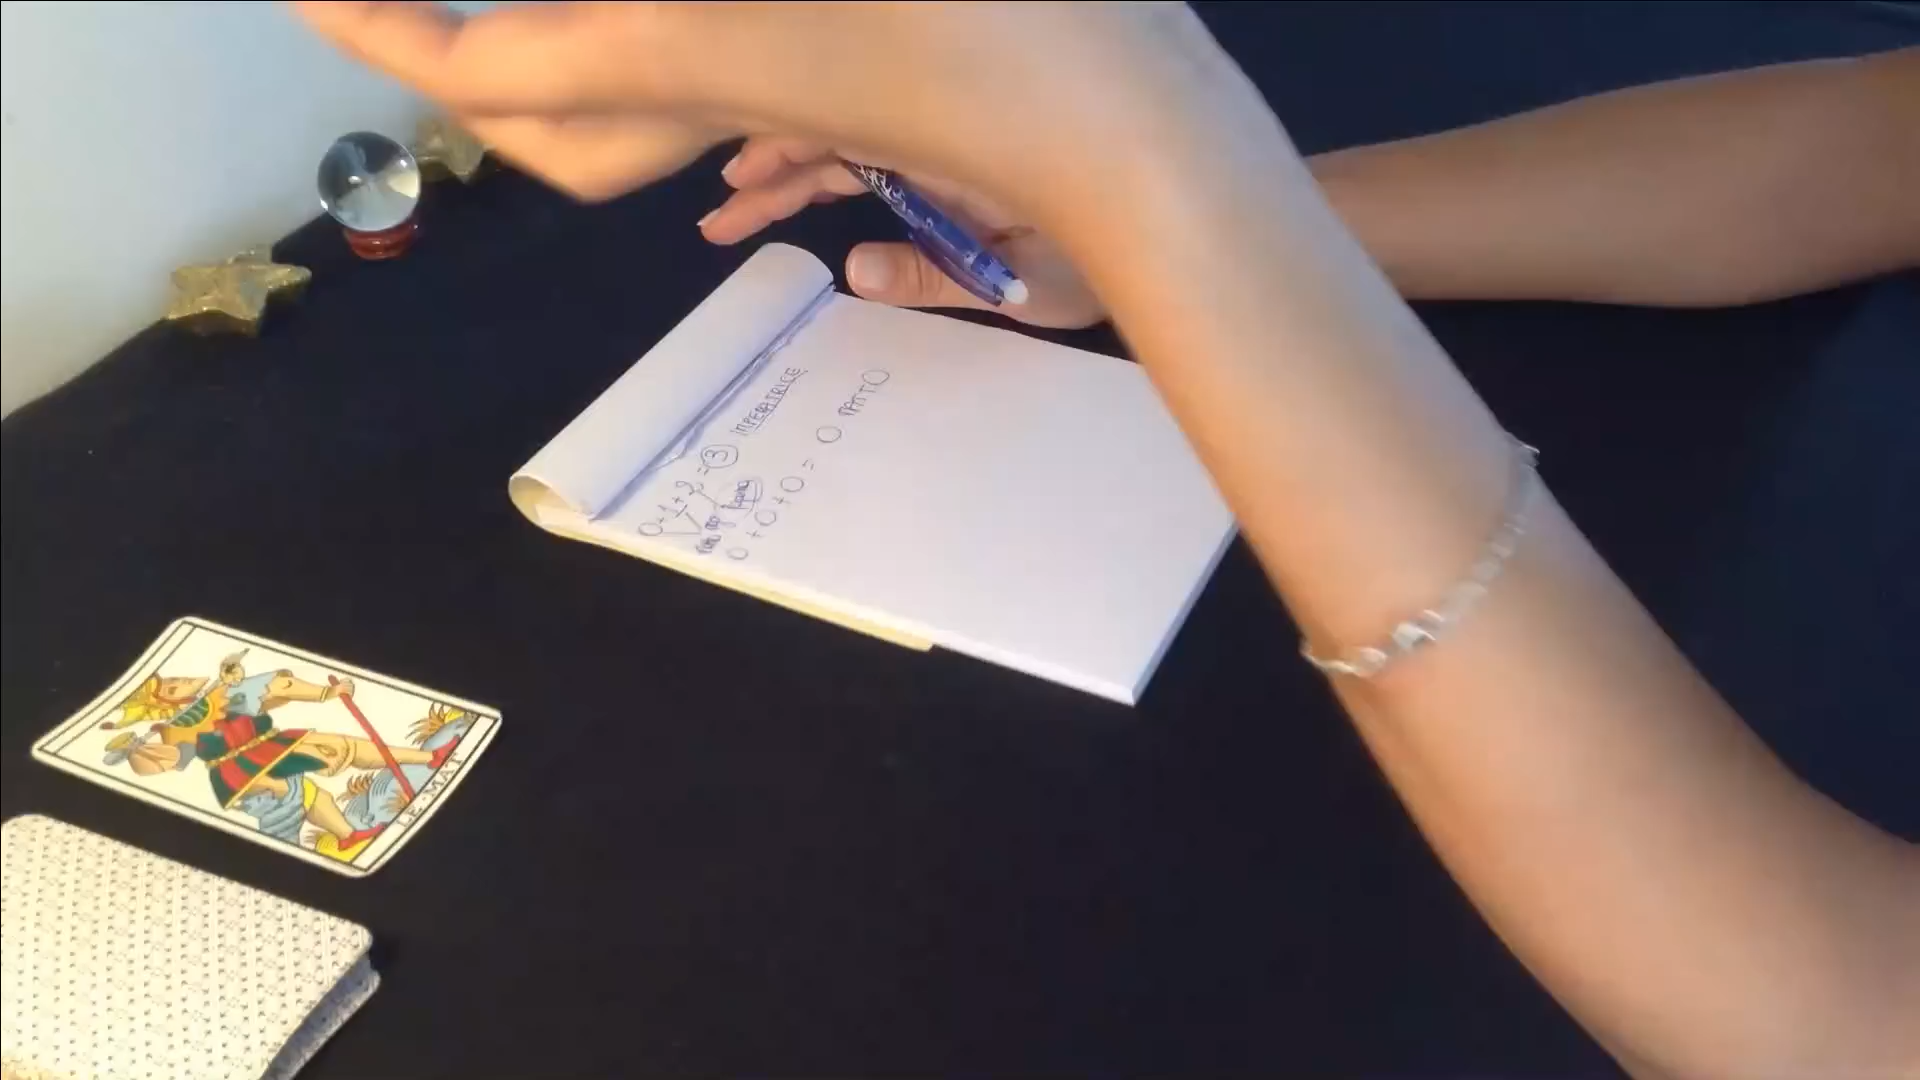 0+1+2=3 IMPERATRICE
0+0+0=0 MATTO
LE·MAT